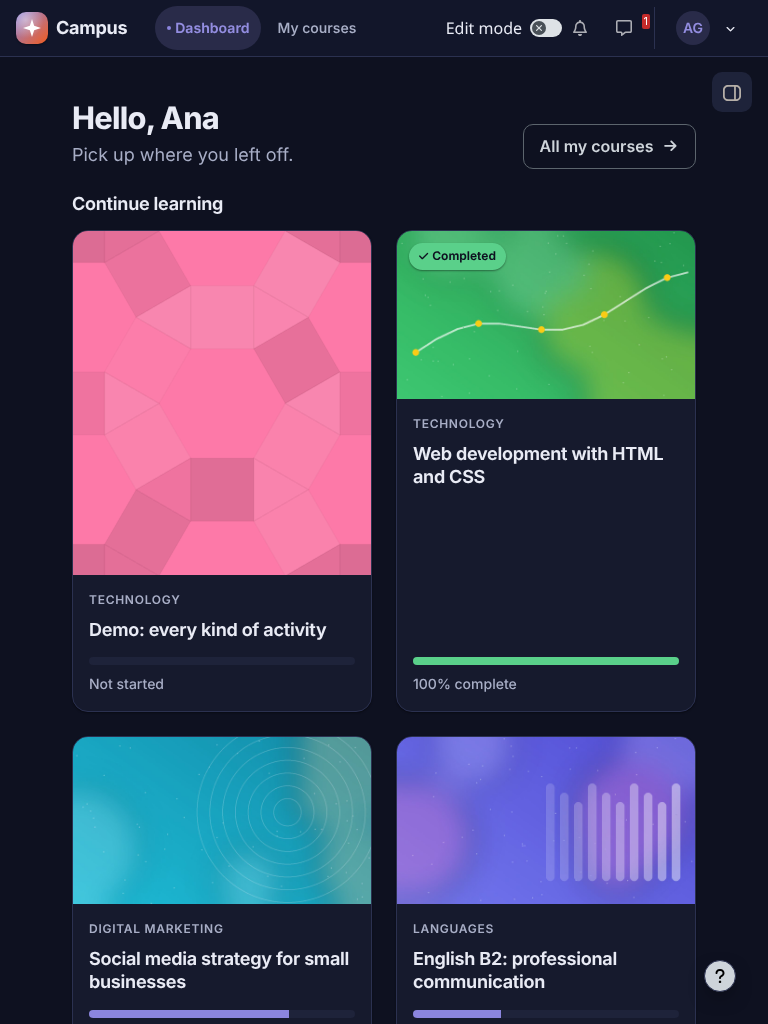 Campus
Dashboard
My courses
Edit mode
1
AG
Hello, Ana
Pick up where you left off.
All my courses
Continue learning
TECHNOLOGY
Demo: every kind of activity
Not started
Completed
TECHNOLOGY
Web development with HTML
and CSS
100% complete
DIGITAL MARKETING
Social media strategy for small
businesses
LANGUAGES
English B2: professional
communication
?